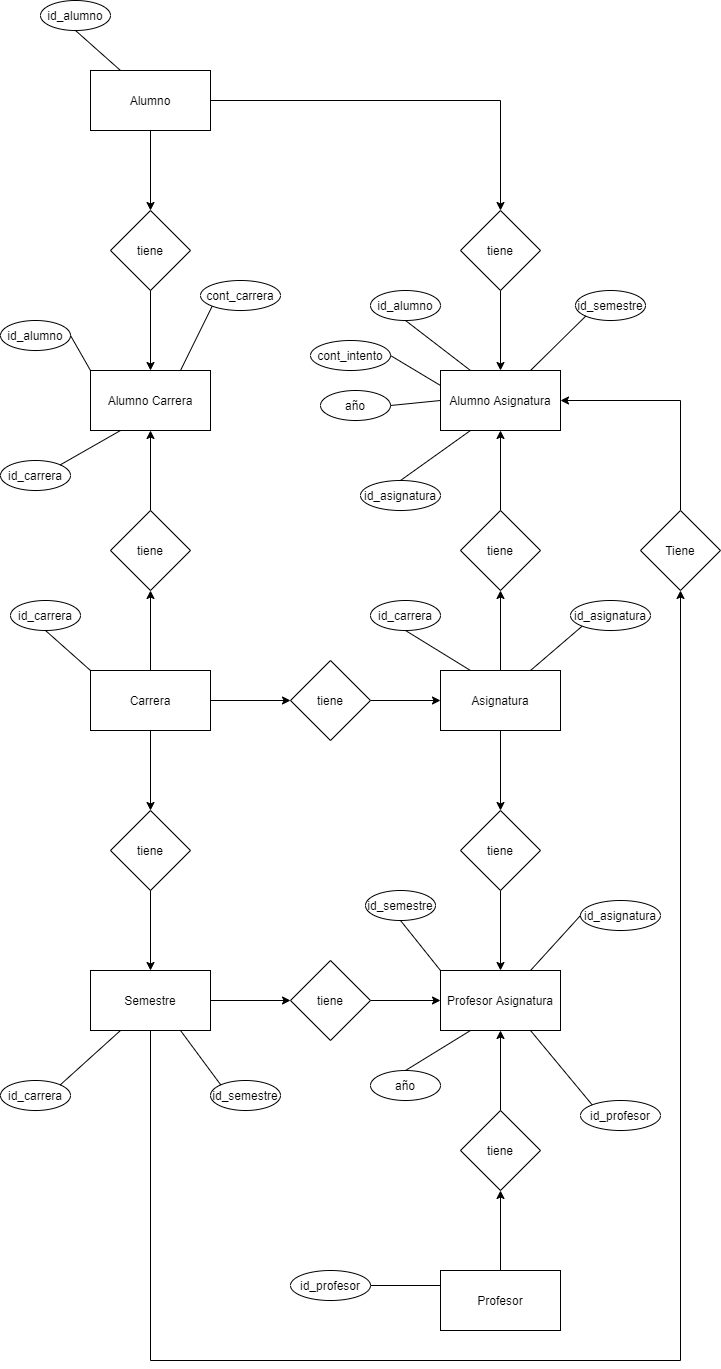 id_alumno
Alumno
tiene
tiene
cont_carrera
id_alumno
id_semestre
id_alumno
cont_intento
Alumno Carrera
año
Alumno Asignatura
id_carrera
id_asignatura
tiene
tiene
Tiene
id_carrera
id_carrera
id_asignatura
Carrera
tiene
Asignatura
tiene
tiene
id_semestre
id_asignatura
Semestre
tiene
Profesor Asignatura
id_carrera
id_semestre
año
id_profesor
tiene
id_profesor
Profesor